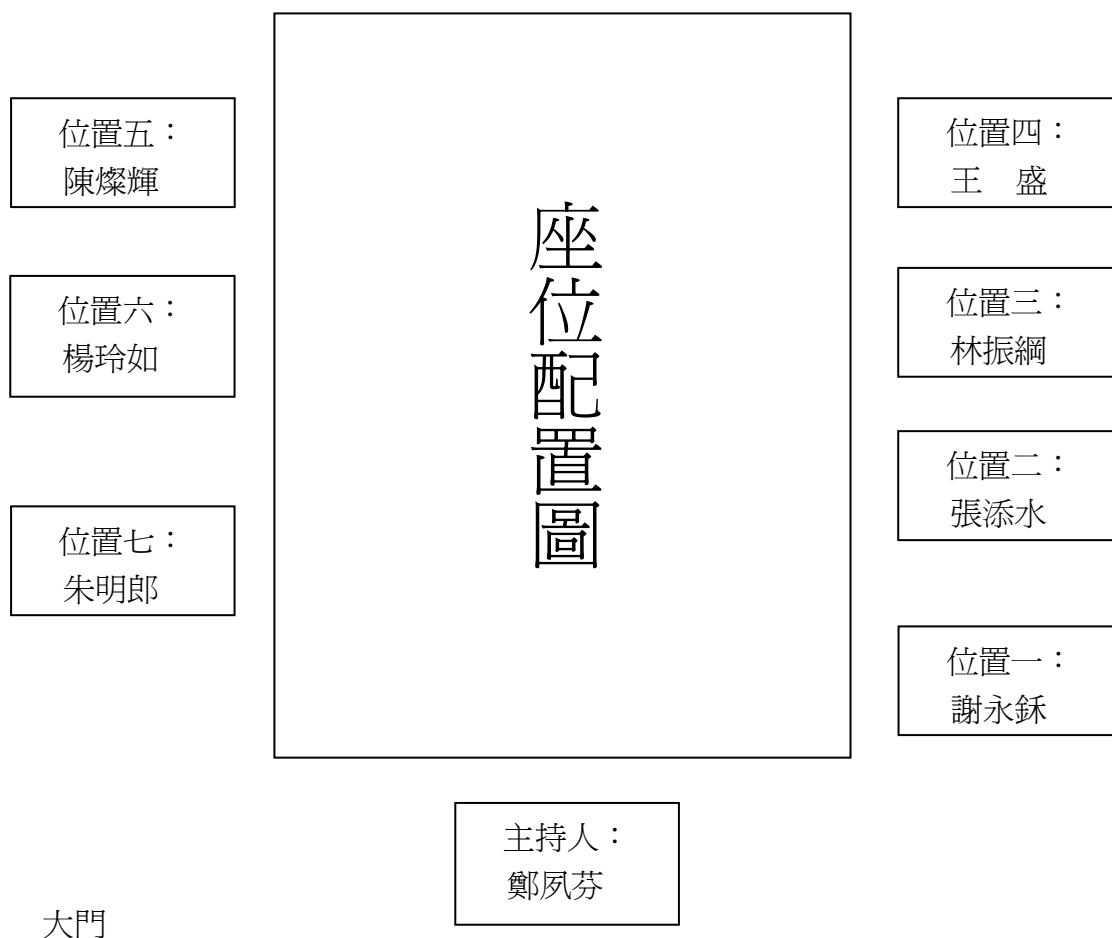 位置五：
陳燦輝
位置四：
王　盛
位置六：
楊玲如
位置三：
林振綱
座位配置圖
位置二：
張添水
位置七：
朱明郎
位置一：
謝永鉌
主持人：
鄭夙芬
大門